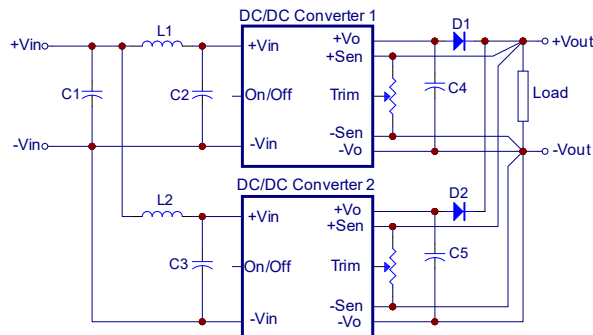 DC/DC Converter 1
+Vin
L1
+Vin
+Vo
D1
+Vout
+Sen
C1
C2
On/Off
Trim
C4
Load
-Sen
-Vin
-Vin
-Vo
-Vout
DC/DC Converter 2
L2
+Vin
+Vo
D2
+Sen
C3
On/Off
Trim
C5
-Sen
-Vin
-Vo